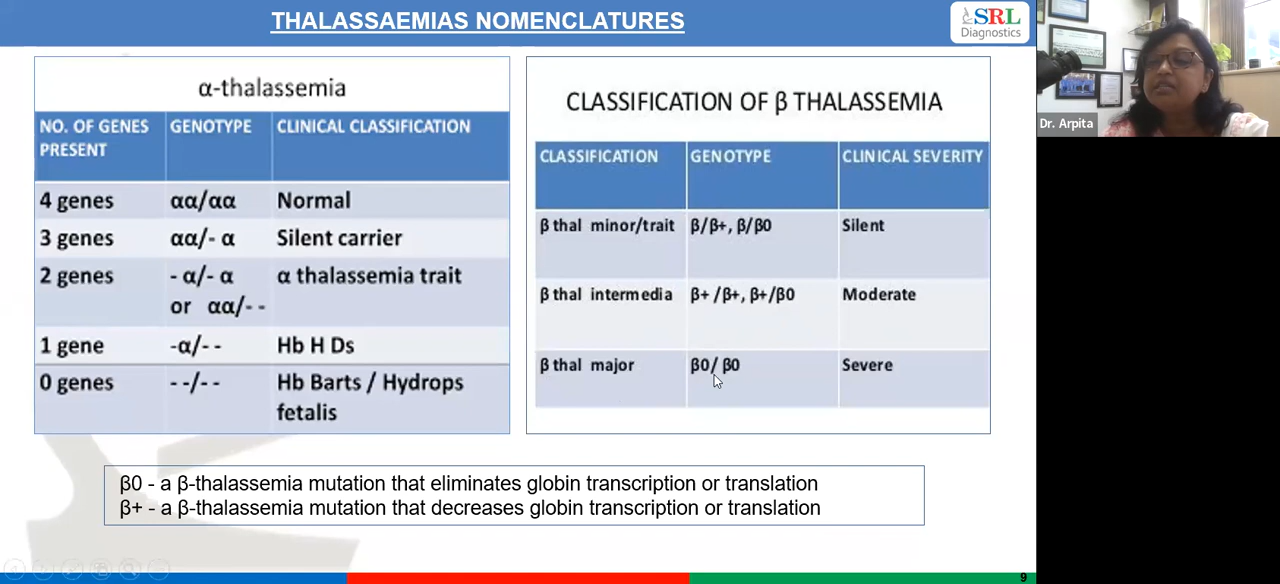 THALASSAEMIAS NOMENCLATURES
SRL
Diagnostics
α-thalassemia
NO. OF GENES PRESENT GENOTYPE CLINICAL CLASSIFICATION
4 genes αα/αα Normal
3 genes αα/- α Silent carrier
2 genes - α/- α α thalassemia trait
or αα/- -
1 gene -α/- - Hb H Ds
0 genes - -/- - Hb Barts / Hydrops
fetalis
CLASSIFICATION OF β THALASSEMIA
CLASSIFICATION GENOTYPE CLINICAL SEVERITY
β thal minor/trait β/β+, β/β0 Silent
β thal intermedia β+ /β+, β+/β0 Moderate
β thal major β0/ β0 Severe
β0 - a β-thalassemia mutation that eliminates globin transcription or translation
β+ - a β-thalassemia mutation that decreases globin transcription or translation
9
Dr. Arpita